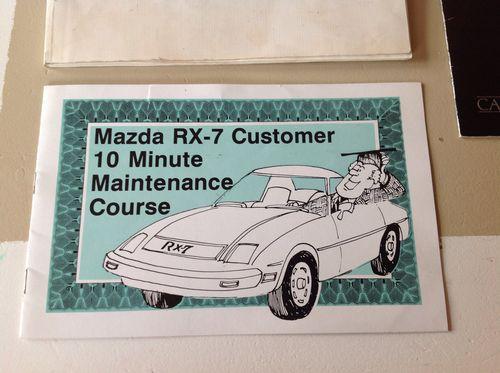 Mazda RX-7 Customer
10 Minute
Maintenance
Course
RX-7